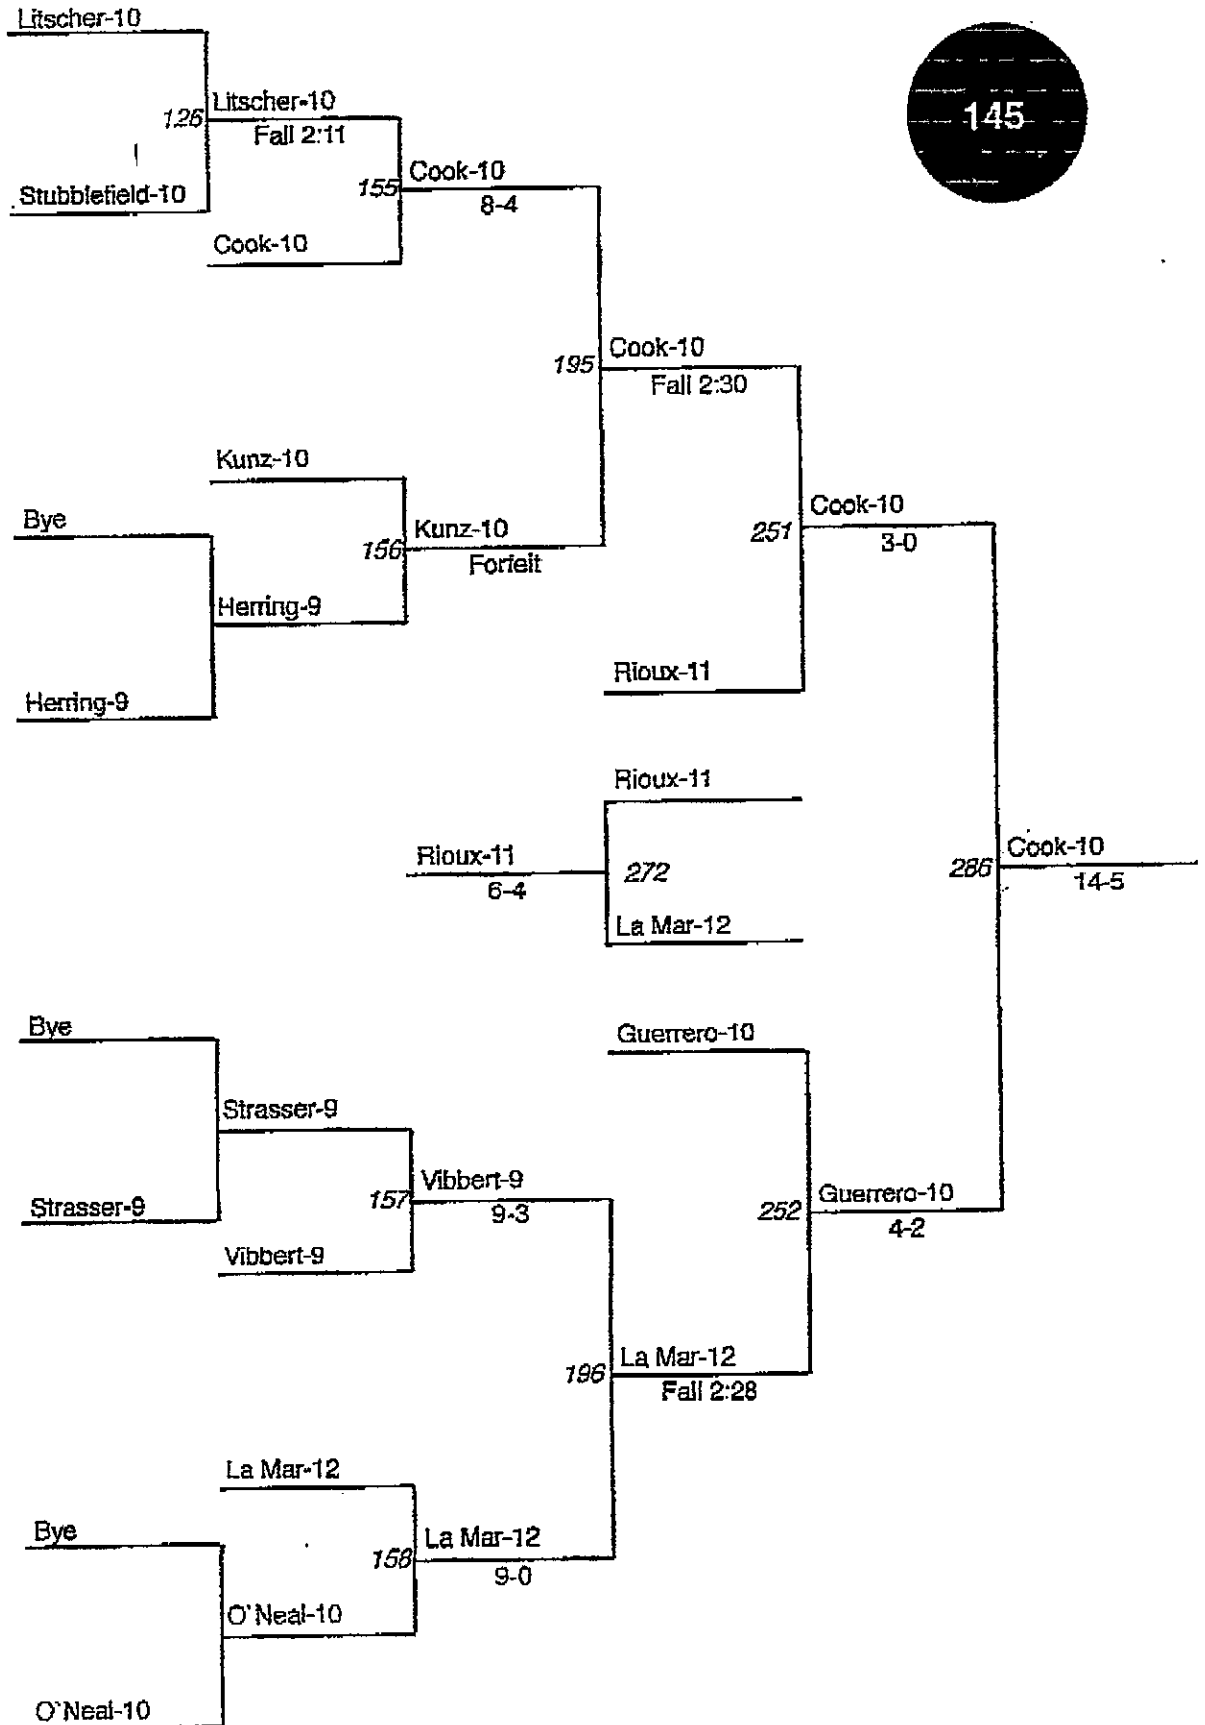 Litscher-10
145
126
Litscher-10
Fall 2:11
Stubblefield-10
155
Cook-10
8-4
Cook-10
195
Cook-10
Fall 2:30
Kunz-10
Bye
156
Kunz-10
Forfeit
Herring-9
Herring-9
251
Cook-10
3-0
Rioux-11
Rioux-11
Rioux-11
6-4
272
La Mar-12
286
Cook-10
14-5
Bye
Guerrero-10
Strasser-9
Strasser-9
157
Vibbert-9
9-3
Vibbert-9
252
Guerrero-10
4-2
196
La Mar-12
Fall 2:28
La Mar-12
Bye
158
La Mar-12
9-0
O'Neal-10
O'Neal-10